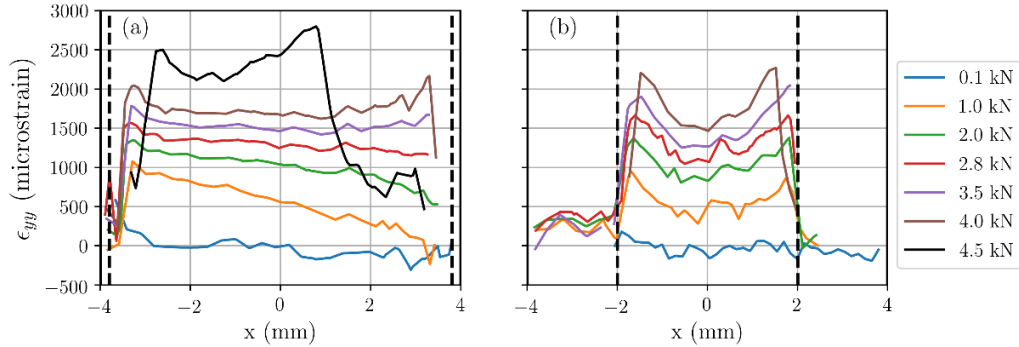 (a)
(b)
3000
2500
2000
1500
1000
500
0
−500
ϵyy (microstrain)
−4 −2 0 2 4
x (mm)
−4 −2 0 2 4
x (mm)
0.1 kN
1.0 kN
2.0 kN
2.8 kN
3.5 kN
4.0 kN
4.5 kN